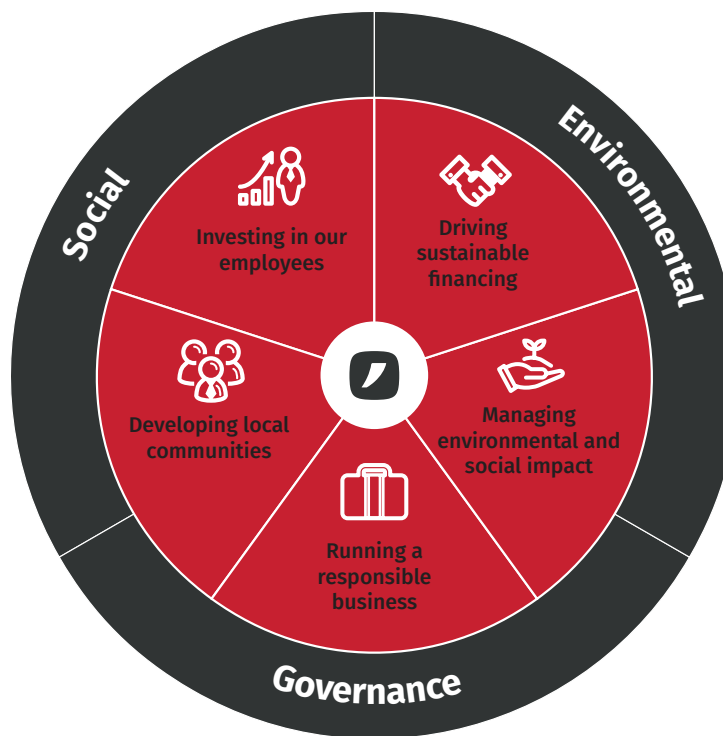 Social
Environmental
Investing in our
employees
Driving
sustainable
financing
Developing local
communities
Managing
environmental and
social impact
Running a
responsible
business
Governance